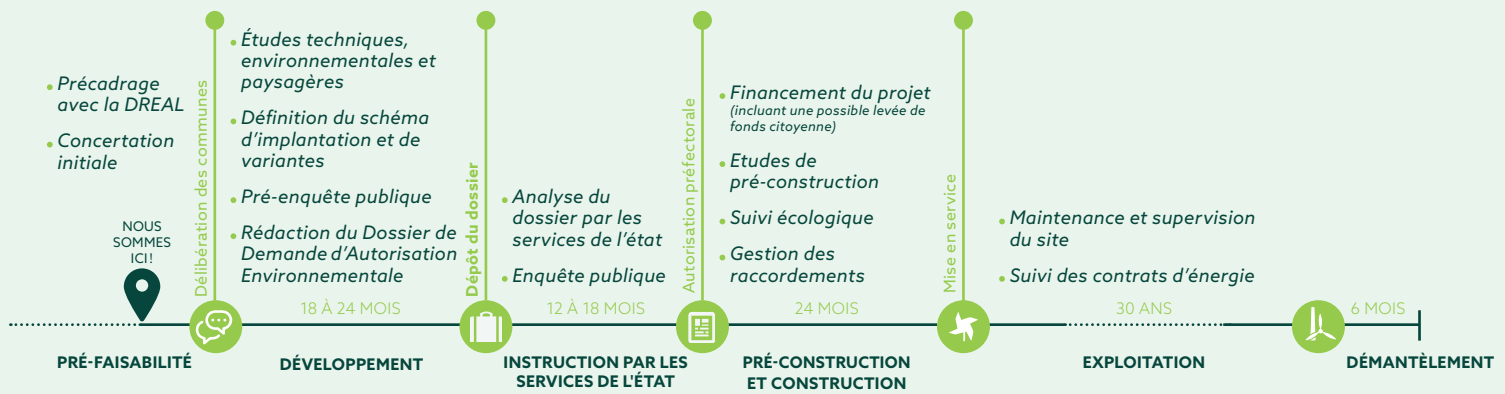 • Précadrage
avec la DREAL
• Concertation
initiale
NOUS
SOMMES
ICI!
PRÉ-FAISABILITÉ
Délibération des communes
• Études techniques,
environnementales et
paysagères
• Définition du schéma
d'implantation et de
variantes
• Pré-enquête publique
• Rédaction du Dossier de
Demande d'Autorisation
Environnementale
18 À 24 MOIS
DÉVELOPPEMENT
Dépôt du dossier
• Analyse du
dossier par les
services de l'état
• Enquête publique
12 À 18 MOIS
INSTRUCTION PAR LES
SERVICES DE L'ÉTAT
Autorisation préfectorale
• Financement du projet
(incluant une possible levée de
fonds citoyenne)
• Etudes de
pré-construction
• Suivi écologique
• Gestion des
raccordements
24 MOIS
PRÉ-CONSTRUCTION
ET CONSTRUCTION
Mise en service
• Maintenance et supervision
du site
• Suivi des contrats d'énergie
30 ANS
EXPLOITATION
6 MOIS
DÉMANTÈLEMENT